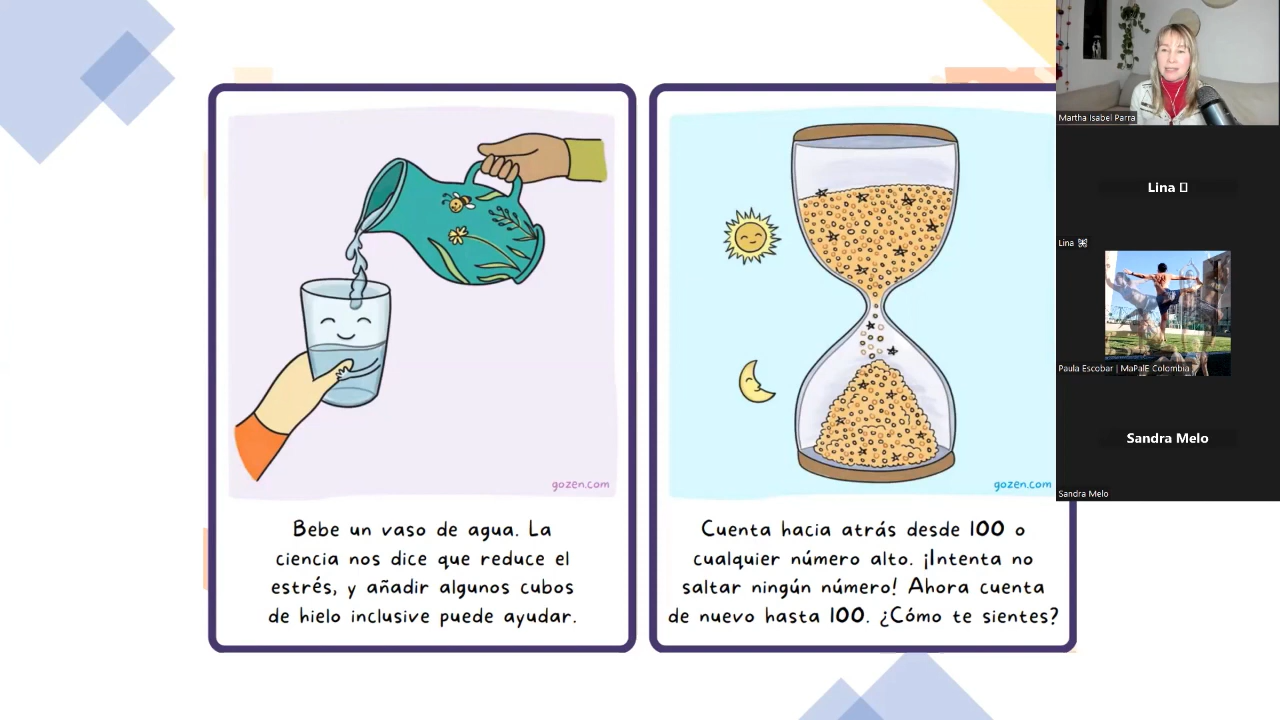 gozen.com
Bebe un vaso de agua. La
ciencia nos dice que reduce el
estrés, y añadir algunos cubos
de hielo inclusive puede ayudar.
gozen.com
Cuenta hacia atrás desde 100 o
cualquier número alto. ¡Intenta no
saltar ningún número! Ahora cuenta
de nuevo hasta 100. ¿Cómo te sientes?
Martha Isabel Parra
Lina
Lina
Paula Escobar | MaPalE Colombia
Sandra Melo
Sandra Melo